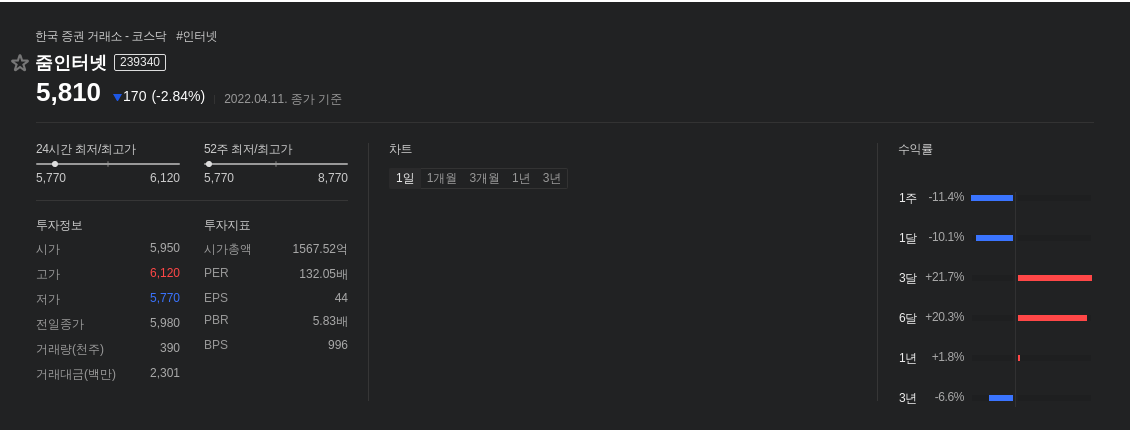 한국 증권 거래소 - 코스닥 #인터넷
줌인터넷 239340
5,810 ▼170 (-2.84%) 2022.04.11. 종가 기준
24시간 최저/최고가
5,770 6,120
52주 최저/최고가
5,770 8,770
투자정보
시가 5,950
고가 6,120
저가 5,770
전일종가 5,980
거래량(천주) 390
거래대금(백만) 2,301
투자지표
시가총액 1567.52억
PER 132.05배
EPS 44
PBR 5.83배
BPS 996
차트
1일 1개월 3개월 1년 3년
수익률
1주 -11.4%
1달 -10.1%
3달 +21.7%
6달 +20.3%
1년 +1.8%
3년 -6.6%